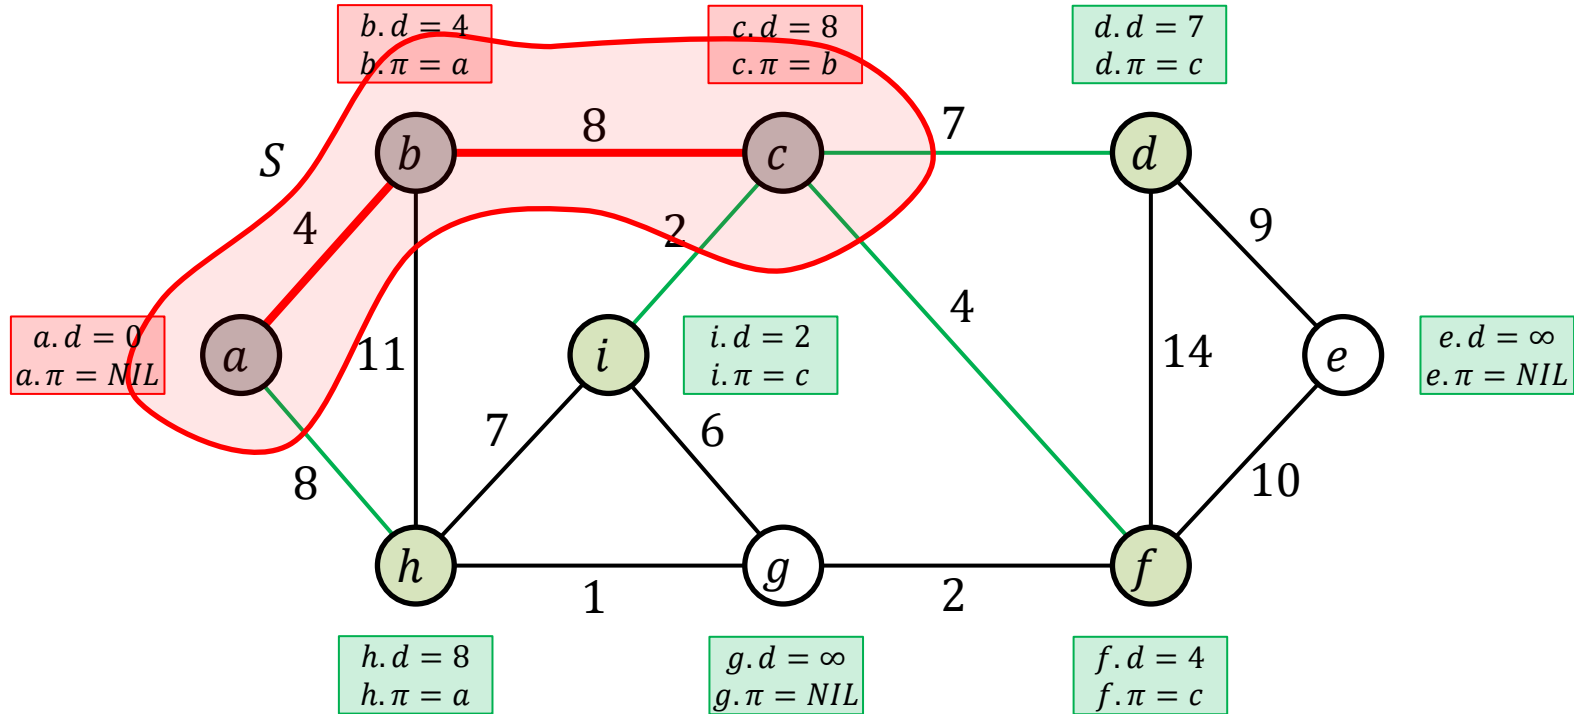 b.d = 4
b.π = a
c.d = 8
c.π = b
d.d = 7
d.π = c
8
7
S
b
c
d
4
2
9
a.d = 0
a.π = NIL
a
11
i
i.d = 2
i.π = c
4
14
e
e.d = ∞
e.π = NIL
7
6
8
10
h
g
f
1
2
h.d = 8
h.π = a
g.d = ∞
g.π = NIL
f.d = 4
f.π = c